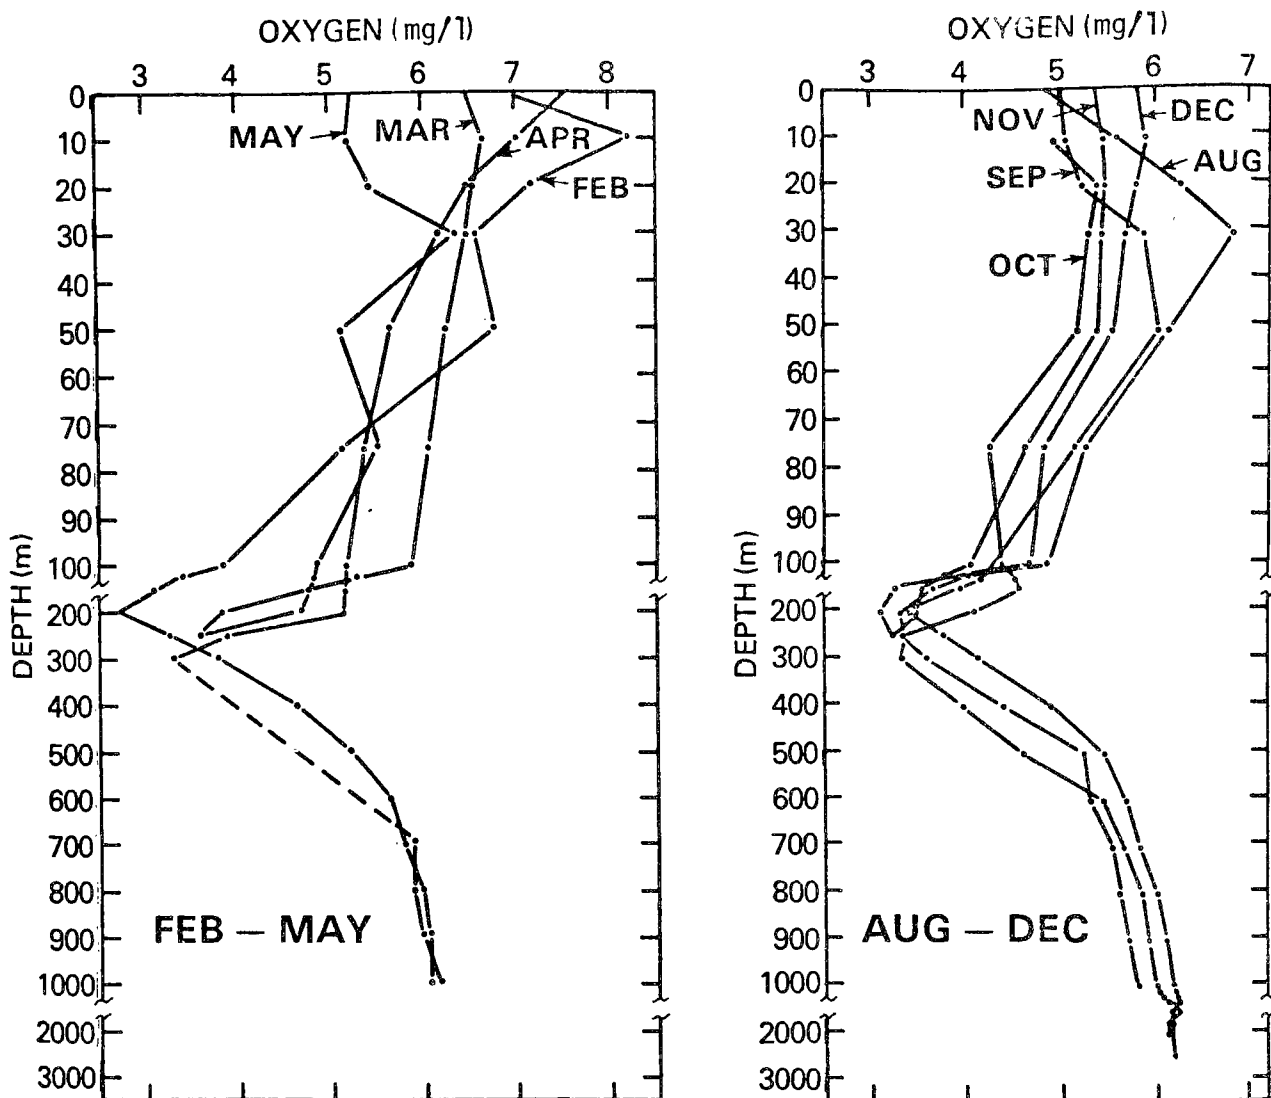 OXYGEN (mg/l)
3 4 5 6 7 8
0
10
20
30
40
50
60
70
80
90
100
200
300
400
500
600
700
800
900
1000
2000
3000
DEPTH (m)
MAY
MAR
APR
FEB
FEB — MAY
OXYGEN (mg/l)
3 4 5 6 7
0
10
20
30
40
50
60
70
80
90
100
200
300
400
500
600
700
800
900
1000
2000
3000
DEPTH (m)
NOV
DEC
AUG
SEP
OCT
AUG — DEC